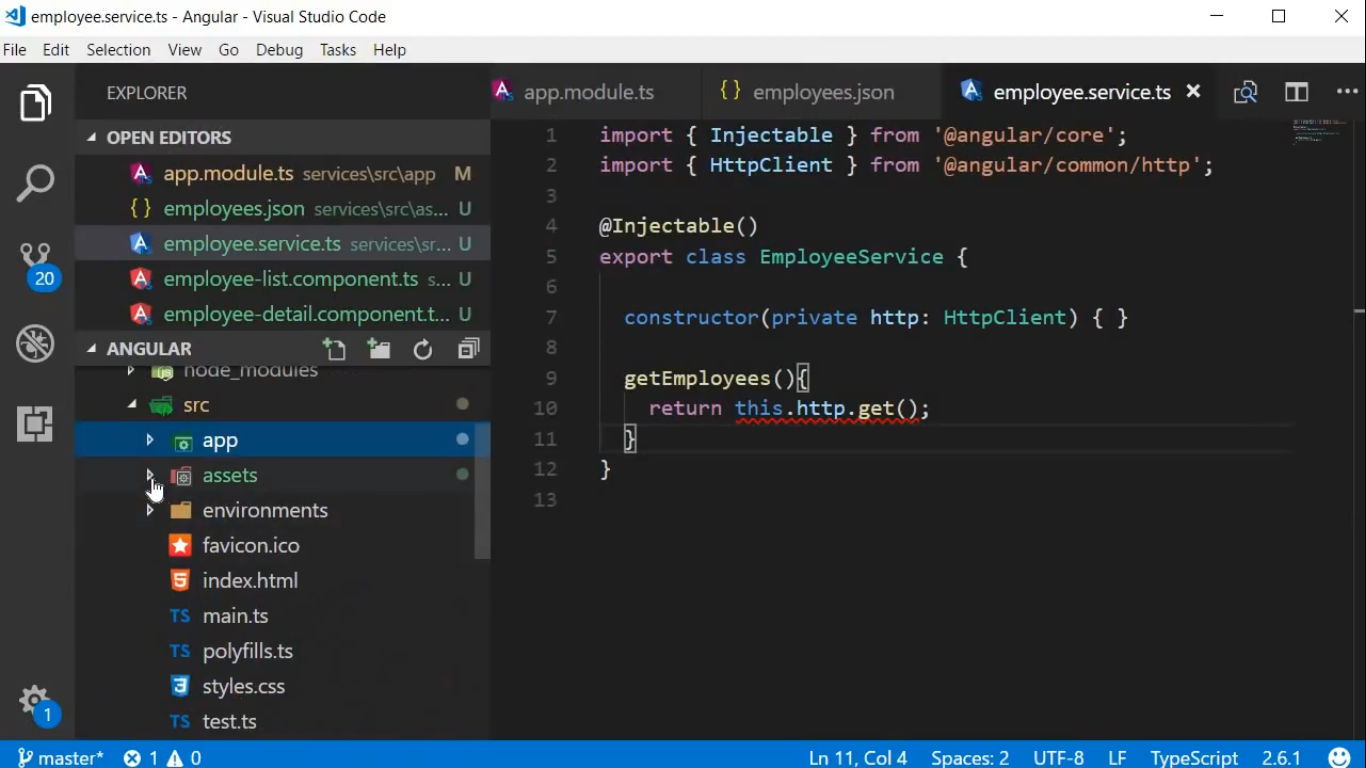 employee.service.ts - Angular - Visual Studio Code
File Edit Selection View Go Debug Tasks Help
EXPLORER
OPEN EDITORS
app.module.ts services\src\app M
{ } employees.json services\src\as... U
employee.service.ts services\sr... U
employee-list.component.ts s... U
employee-detail.component.t... U
ANGULAR
node_modules
src
app
assets
environments
favicon.ico
index.html
TS main.ts
TS polyfills.ts
styles.css
TS test.ts
20
1
app.module.ts { } employees.json employee.service.ts
1 import { Injectable } from '@angular/core';
2 import { HttpClient } from '@angular/common/http';
3
4 @Injectable()
5 export class EmployeeService {
6
7 constructor(private http: HttpClient) { }
8
9 getEmployees(){
10 return this.http.get();
11 }
12 }
13
master* 1 0 Ln 11, Col 4 Spaces: 2 UTF-8 LF TypeScript 2.6.1